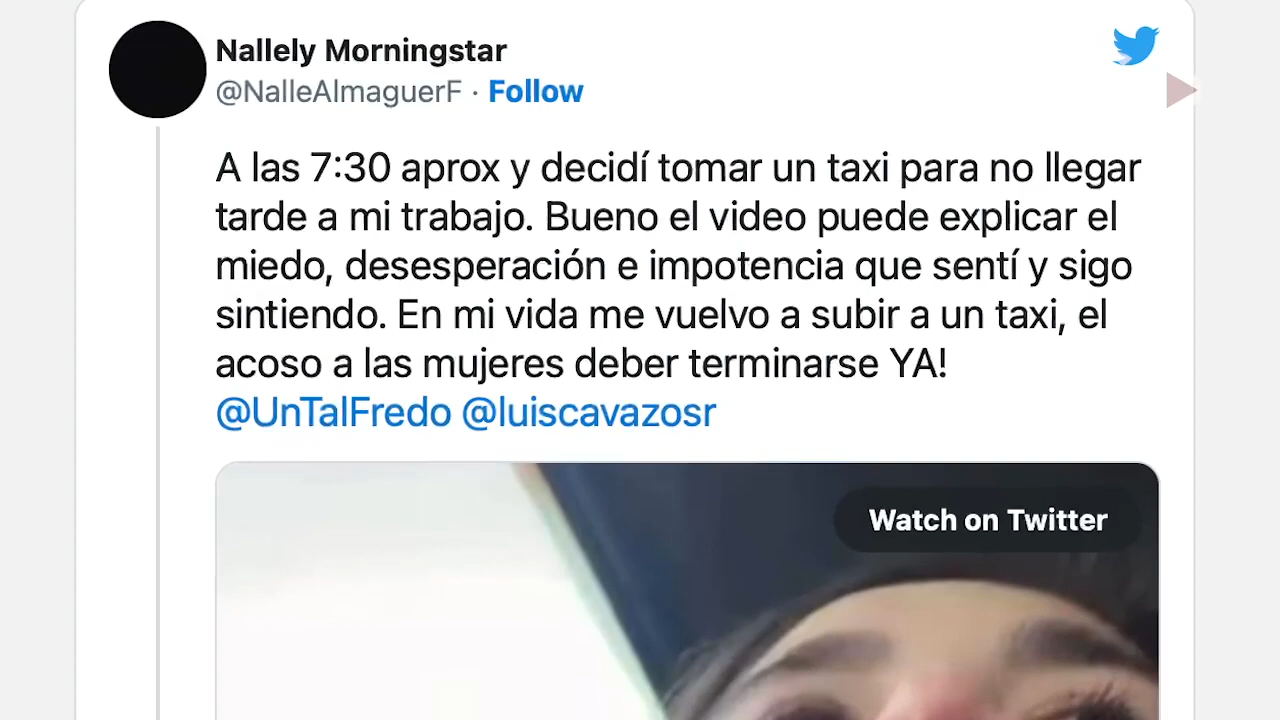 Nallely Morningstar
@NalleAlmaguerF · Follow
A las 7:30 aprox y decidí tomar un taxi para no llegar
tarde a mi trabajo. Bueno el video puede explicar el
miedo, desesperación e impotencia que sentí y sigo
sintiendo. En mi vida me vuelvo a subir a un taxi, el
acoso a las mujeres deber terminarse YA!
@UnTalFredo @luiscavazosr
Watch on Twitter